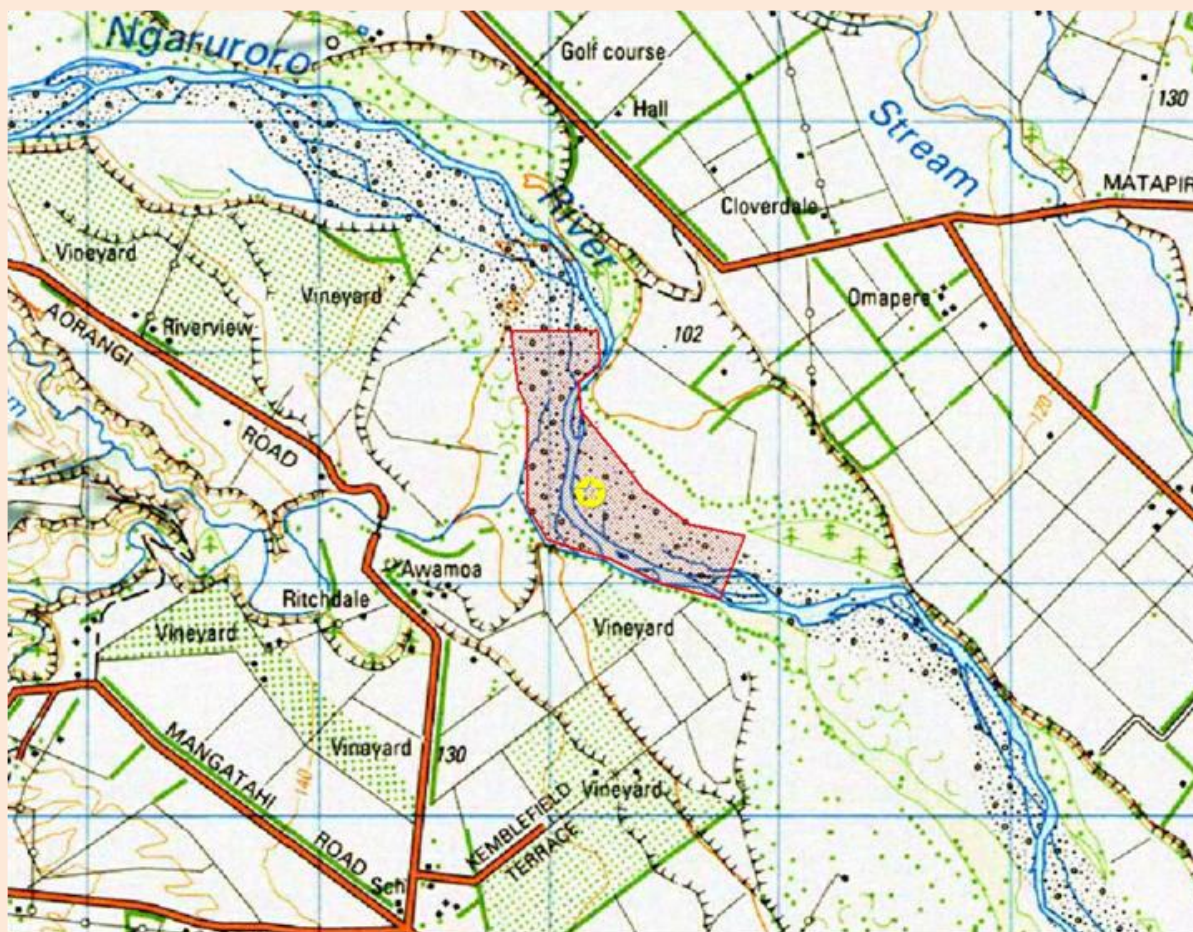 Ngaruroro
River
Golf course
Hall
Stream
130
Cloverdale
MATAPIR
Omapere
102
120
Vineyard
Vineyard
Riverview
AORANGI
ROAD
Awamoa
Ritchdale
Vineyard
Vineyard
Vineyard
130
140
MANGATAHI
ROAD
Vineyard
KEMBLEFIELD
TERRACE
Sch